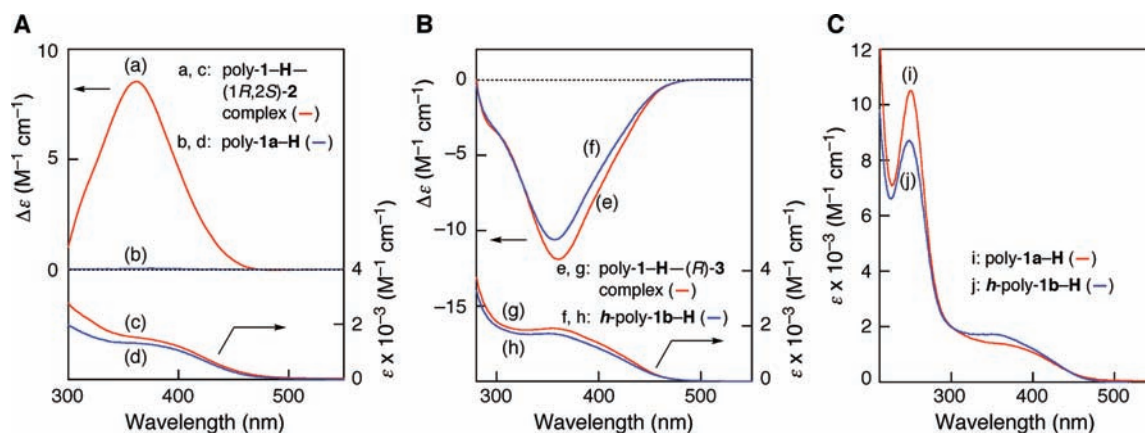 A
10
(a)
a, c: poly-1–H—
(1R,2S)-2
complex (–)
b, d: poly-1a–H (–)
5
Δε (M⁻¹ cm⁻¹)
(b)
0
4
(c)
2
(d)
0
ε x 10⁻³ (M⁻¹ cm⁻¹)
300 400 500
Wavelength (nm)
B
0
(f)
−5
(e)
Δε (M⁻¹ cm⁻¹)
−10
e, g: poly-1–H—(R)-3
complex (–)
4
f, h: h-poly-1b–H (–)
−15
(g)
2
(h)
0
ε x 10⁻³ (M⁻¹ cm⁻¹)
300 400 500
Wavelength (nm)
C
12
(i)
10
(j)
8
6
ε x 10⁻³ (M⁻¹ cm⁻¹)
i: poly-1a–H (–)
j: h-poly-1b–H (–)
4
2
0
300 400 500
Wavelength (nm)